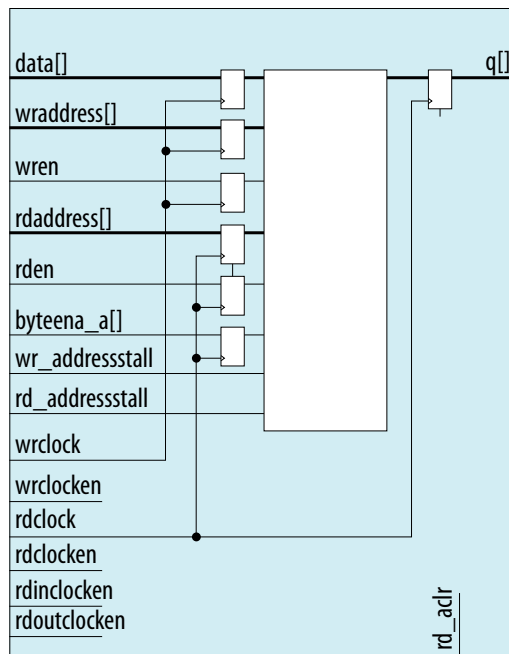 data[]
q[]
wraddress[]
wren
rdaddress[]
rden
byteena_a[]
wr_addressstall
rd_addressstall
wrclock
wrclocken
rdclock
rdclocken
rdinclocken
rdoutclocken
rd_aclr